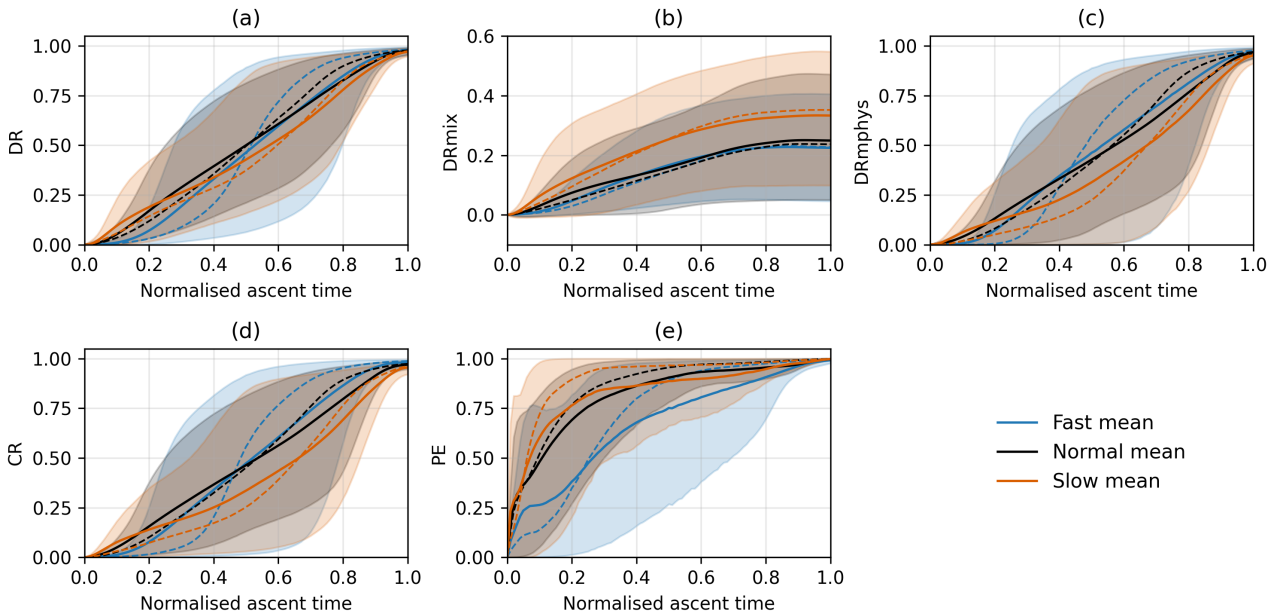 (a)
DR
1.00
0.75
0.50
0.25
0.00
0.0 0.2 0.4 0.6 0.8 1.0
Normalised ascent time
(b)
DRmix
0.6
0.4
0.2
0.0
0.0 0.2 0.4 0.6 0.8 1.0
Normalised ascent time
(c)
DRmphys
1.00
0.75
0.50
0.25
0.00
0.0 0.2 0.4 0.6 0.8 1.0
Normalised ascent time
(d)
CR
1.00
0.75
0.50
0.25
0.00
0.0 0.2 0.4 0.6 0.8 1.0
Normalised ascent time
(e)
PE
1.00
0.75
0.50
0.25
0.00
0.0 0.2 0.4 0.6 0.8 1.0
Normalised ascent time
Fast mean
Normal mean
Slow mean